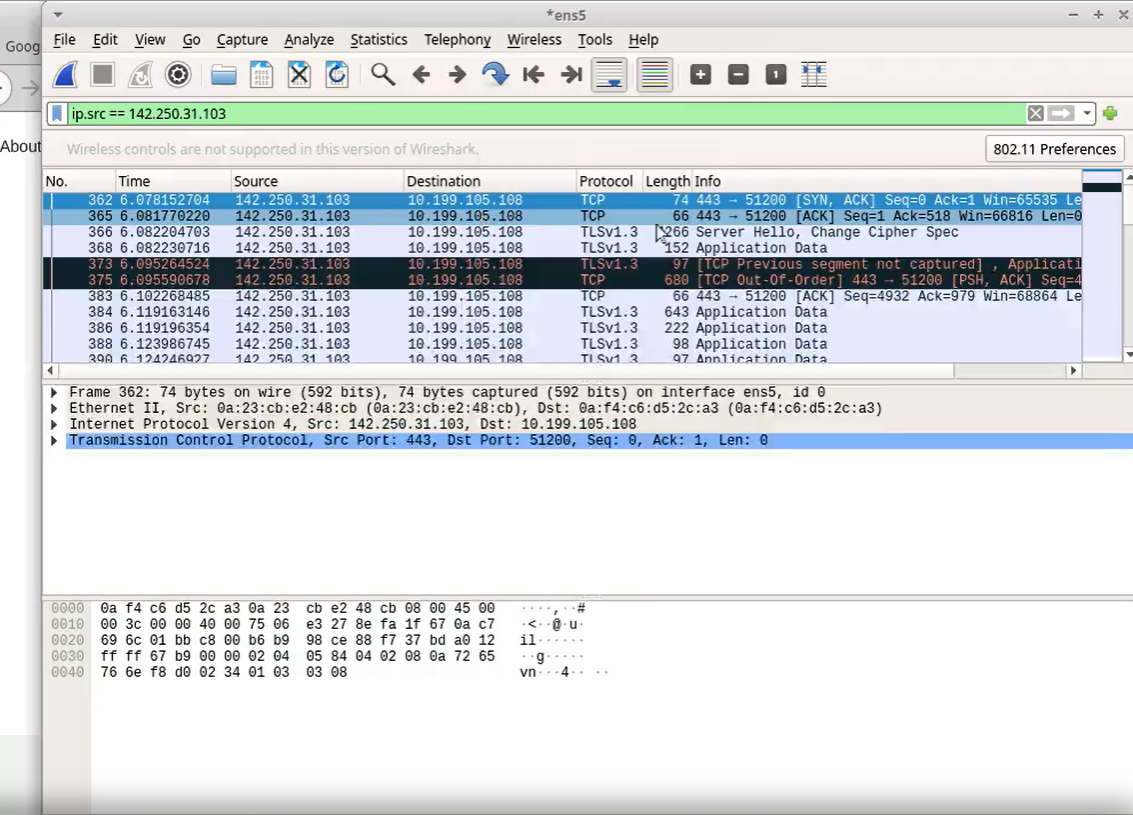 *ens5
Goog
File Edit View Go Capture Analyze Statistics Telephony Wireless Tools Help
ip.src == 142.250.31.103
About
Wireless controls are not supported in this version of Wireshark.
802.11 Preferences
No. Time Source Destination Protocol Length Info
362 6.078152704 142.250.31.103 10.199.105.108 TCP 74 443 → 51200 [SYN, ACK] Seq=0 Ack=1 Win=65535 Le
365 6.081770220 142.250.31.103 10.199.105.108 TCP 66 443 → 51200 [ACK] Seq=1 Ack=518 Win=66816 Len=0
366 6.082204703 142.250.31.103 10.199.105.108 TLSv1.3 266 Server Hello, Change Cipher Spec
368 6.082230716 142.250.31.103 10.199.105.108 TLSv1.3 152 Application Data
373 6.095264524 142.250.31.103 10.199.105.108 TLSv1.3 97 [TCP Previous segment not captured] , Applicati
375 6.095590678 142.250.31.103 10.199.105.108 TCP 680 [TCP Out-Of-Order] 443 → 51200 [PSH, ACK] Seq=4
383 6.102268485 142.250.31.103 10.199.105.108 TCP 66 443 → 51200 [ACK] Seq=4932 Ack=979 Win=68864 Le
384 6.119163146 142.250.31.103 10.199.105.108 TLSv1.3 643 Application Data
386 6.119196354 142.250.31.103 10.199.105.108 TLSv1.3 222 Application Data
388 6.123986745 142.250.31.103 10.199.105.108 TLSv1.3 98 Application Data
390 6.124246927 142.250.31.103 10.199.105.108 TLSv1.3 97 Application Data
Frame 362: 74 bytes on wire (592 bits), 74 bytes captured (592 bits) on interface ens5, id 0
Ethernet II, Src: 0a:23:cb:e2:48:cb (0a:23:cb:e2:48:cb), Dst: 0a:f4:c6:d5:2c:a3 (0a:f4:c6:d5:2c:a3)
Internet Protocol Version 4, Src: 142.250.31.103, Dst: 10.199.105.108
Transmission Control Protocol, Src Port: 443, Dst Port: 51200, Seq: 0, Ack: 1, Len: 0
0000 0a f4 c6 d5 2c a3 0a 23 cb e2 48 cb 08 00 45 00 ····,··#
0010 00 3c 00 00 40 00 75 06 e3 27 8e fa 1f 67 0a c7 ·<··@·u·
0020 69 6c 01 bb c8 00 b6 b9 98 ce 88 f7 37 bd a0 12 il······
0030 ff ff 67 b9 00 00 02 04 05 84 04 02 08 0a 72 65 ··g·····
0040 76 6e f8 d0 02 34 01 03 03 08 vn···4·· ··